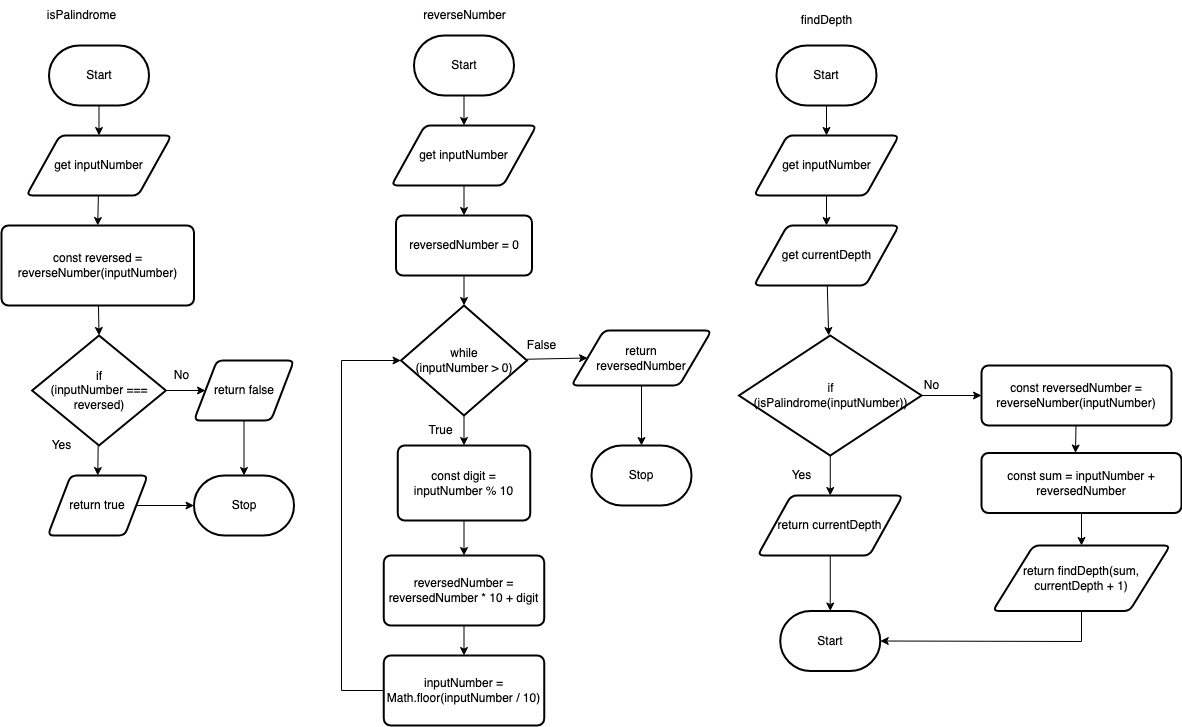 isPalindrome
Start
get inputNumber
const reversed =
reverseNumber(inputNumber)
if
(inputNumber ===
reversed)
No
return false
Yes
return true
Stop
reverseNumber
Start
get inputNumber
reversedNumber = 0
while
(inputNumber > 0)
False
return
reversedNumber
Stop
True
const digit =
inputNumber % 10
reversedNumber =
reversedNumber * 10 + digit
inputNumber =
Math.floor(inputNumber / 10)
findDepth
Start
get inputNumber
get currentDepth
if
(isPalindrome(inputNumber))
No
const reversedNumber =
reverseNumber(inputNumber)
const sum = inputNumber +
reversedNumber
return findDepth(sum,
currentDepth + 1)
Yes
return currentDepth
Start